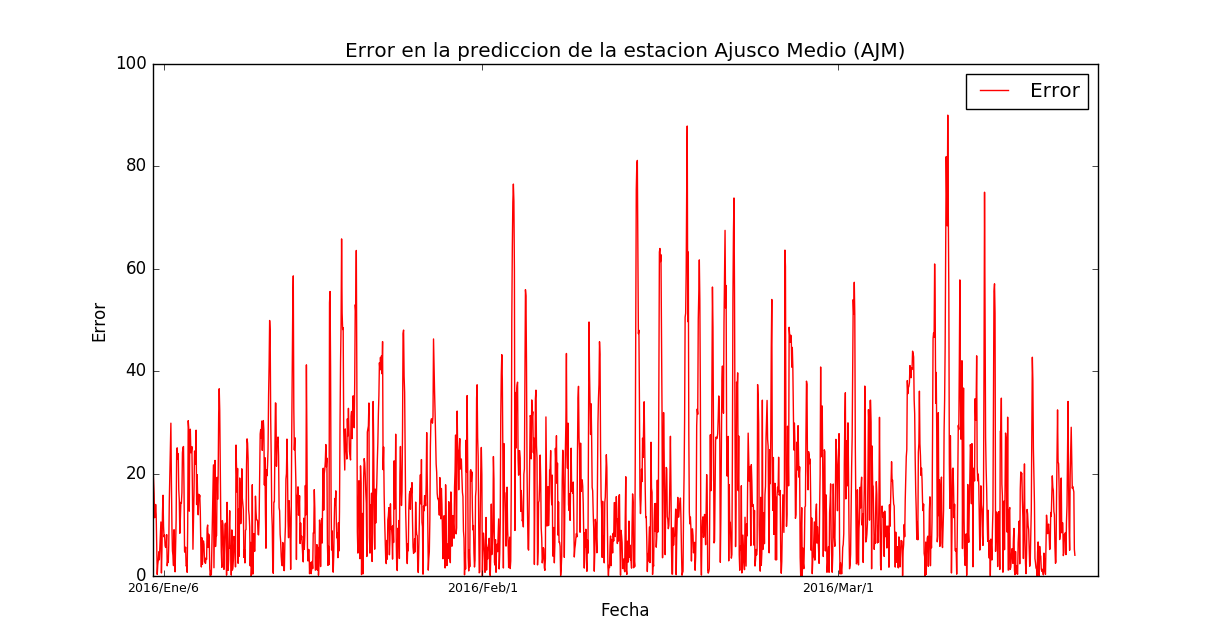 Error en la prediccion de la estacion Ajusco Medio (AJM)
100
80
60
40
20
0
Error
Error
2016/Ene/6
2016/Feb/1
2016/Mar/1
Fecha